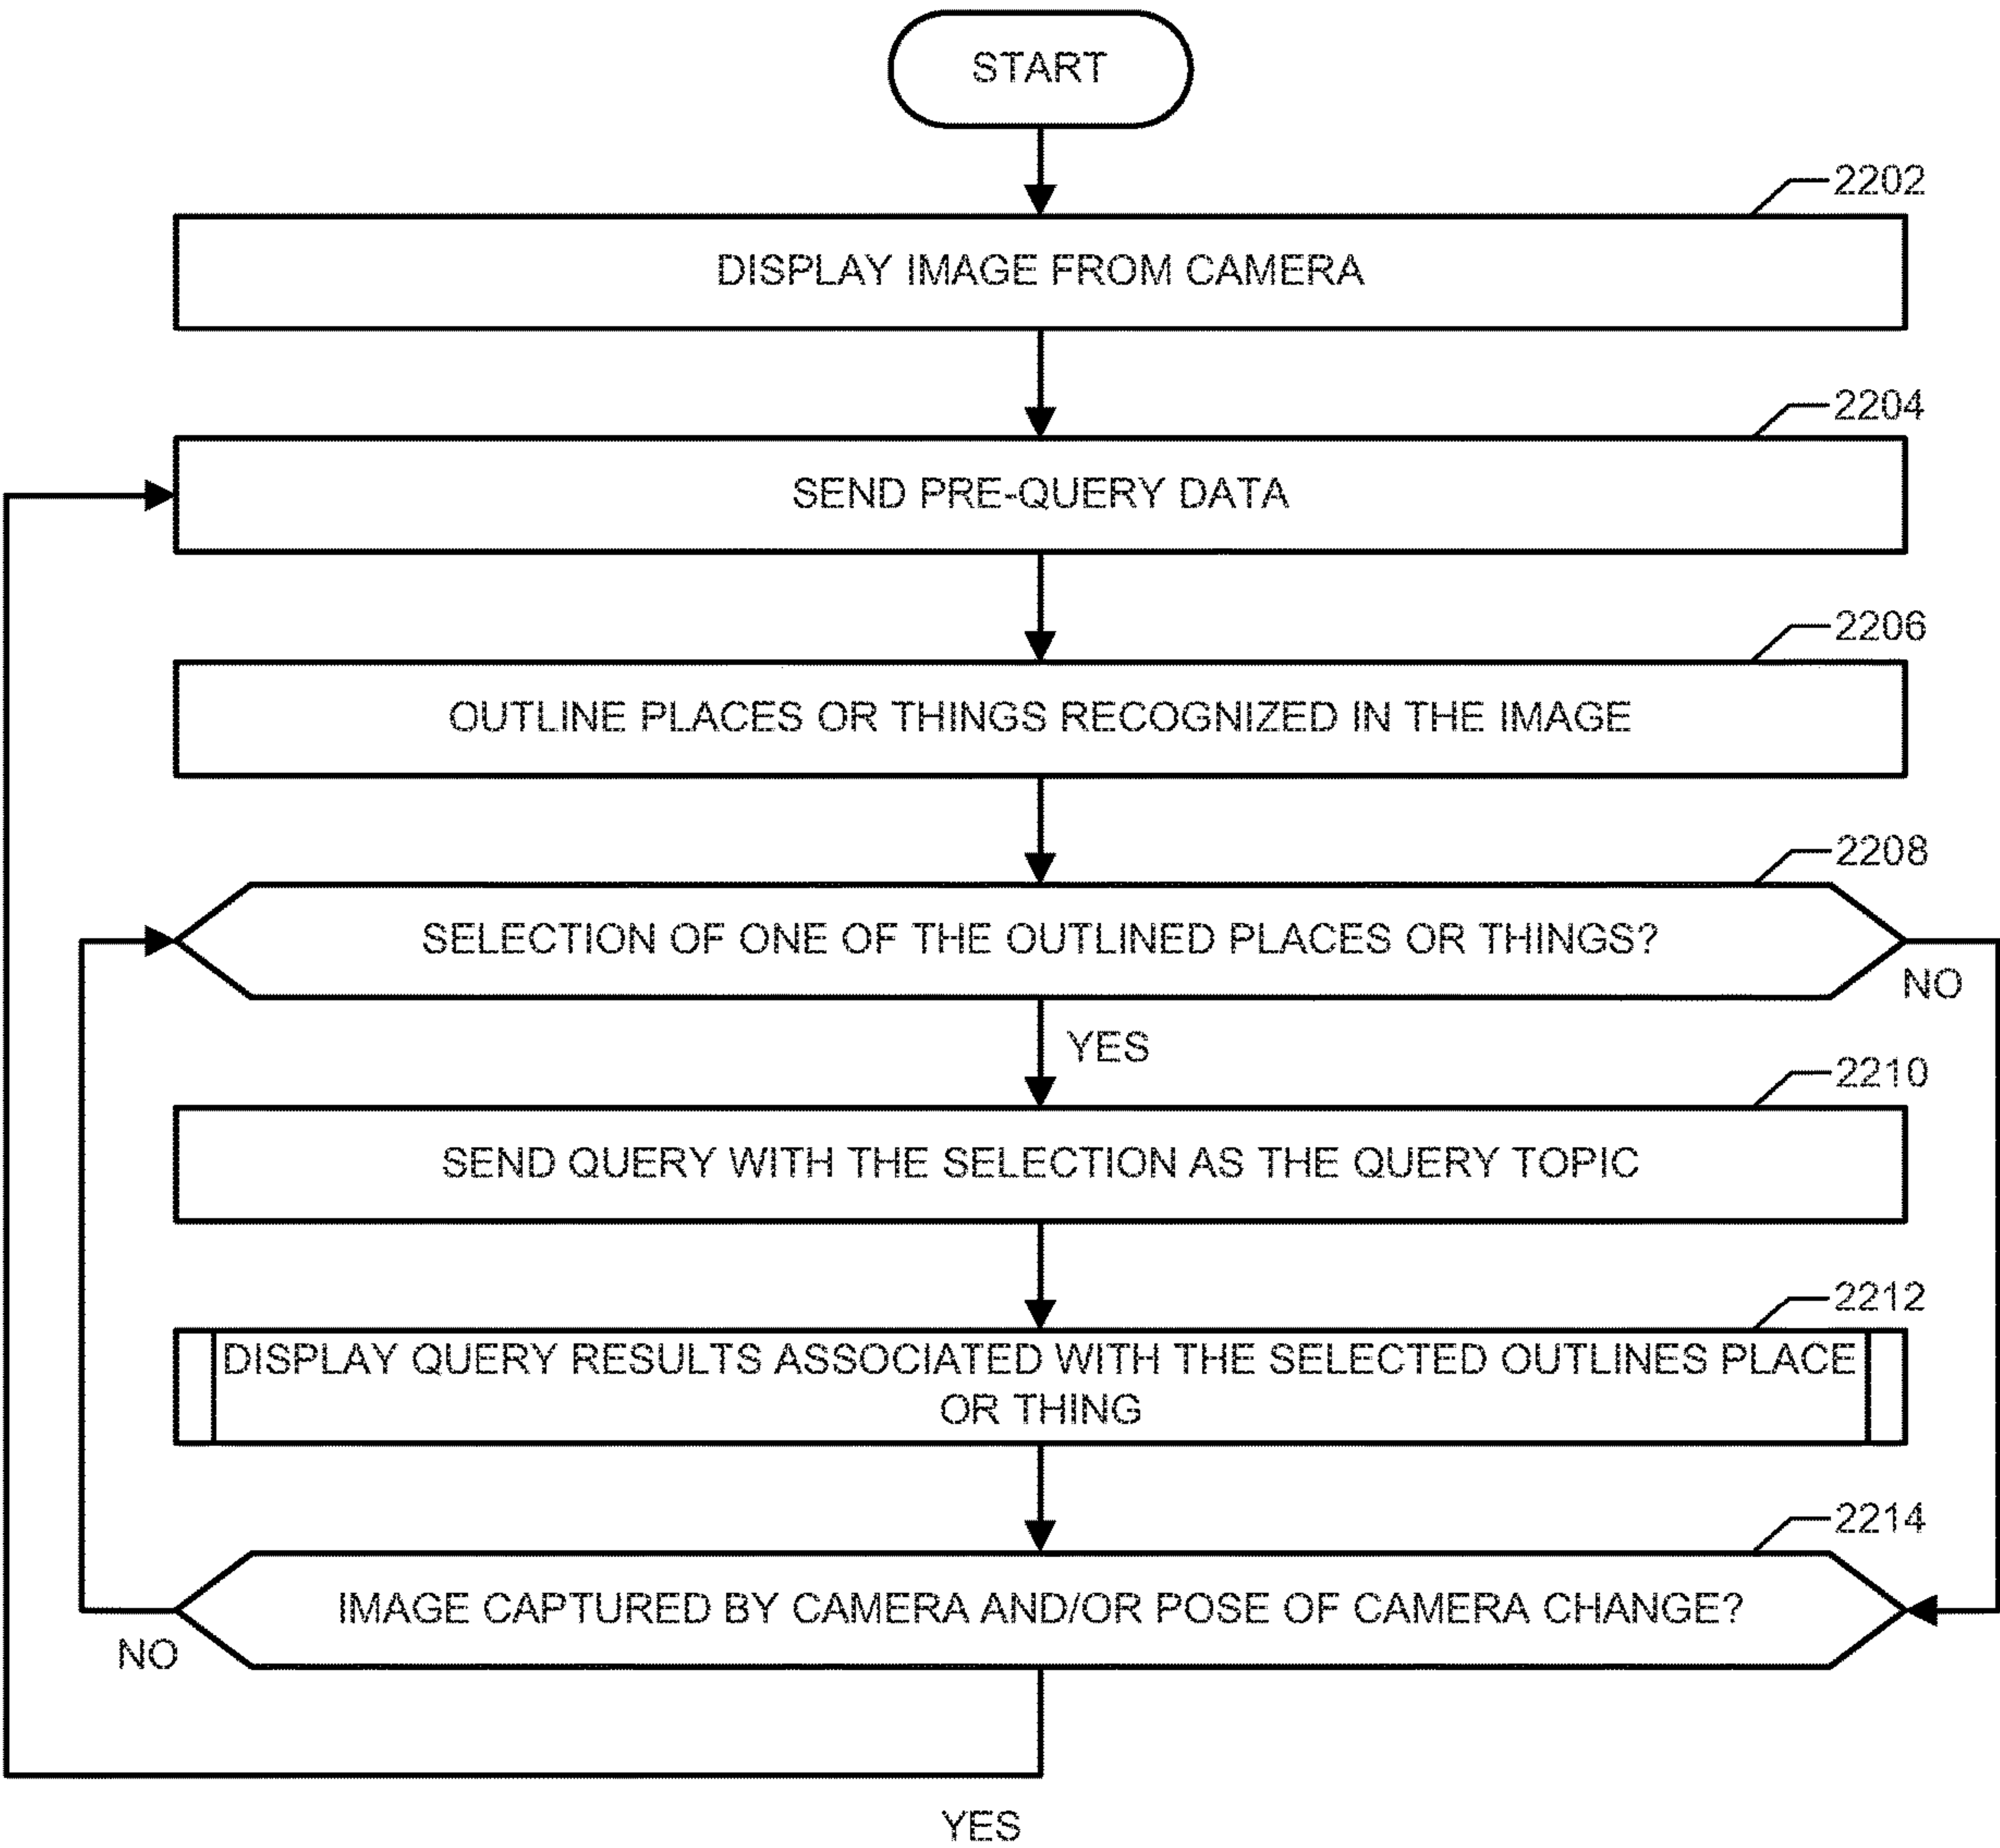 START
2202
DISPLAY IMAGE FROM CAMERA
2204
SEND PRE-QUERY DATA
2206
OUTLINE PLACES OR THINGS RECOGNIZED IN THE IMAGE
2208
SELECTION OF ONE OF THE OUTLINED PLACES OR THINGS?
NO
YES
2210
SEND QUERY WITH THE SELECTION AS THE QUERY TOPIC
2212
DISPLAY QUERY RESULTS ASSOCIATED WITH THE SELECTED OUTLINES PLACE
OR THING
2214
IMAGE CAPTURED BY CAMERA AND/OR POSE OF CAMERA CHANGE?
NO
YES